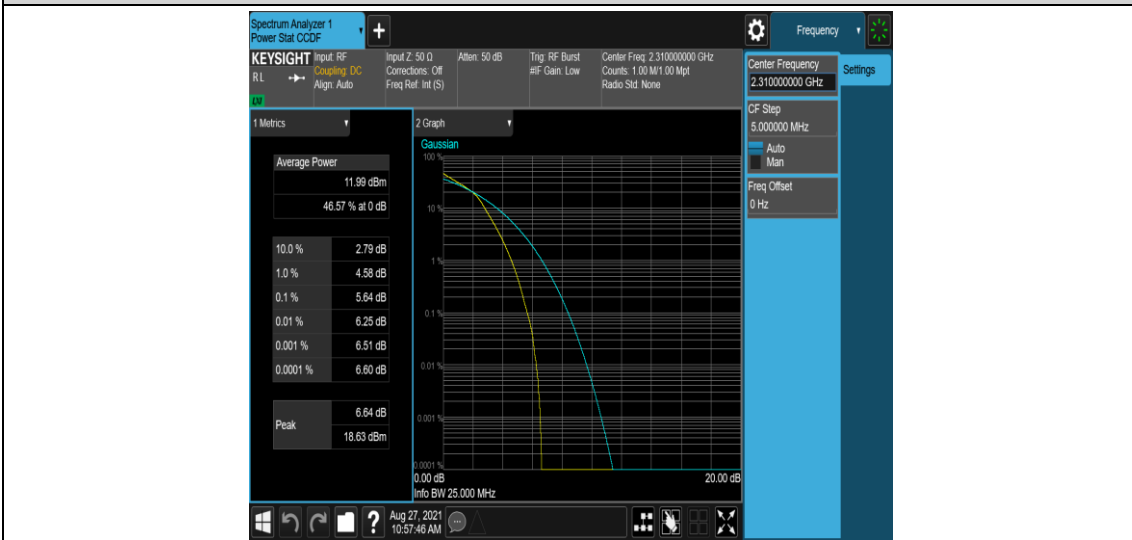 Spectrum Analyzer 1
Power Stat CCDF
+
Frequency
KEYSIGHT
RL
LXI
Input: RF
Coupling: DC
Align: Auto
Input Z: 50 Ω
Corrections: Off
Freq Ref: Int (S)
Atten: 50 dB
Trig: RF Burst
#IF Gain: Low
Center Freq: 2.310000000 GHz
Counts: 1.00 M/1.00 Mpt
Radio Std: None
Center Frequency
2.310000000 GHz
Settings
CF Step
5.000000 MHz
Auto
Man
Freq Offset
0 Hz
1 Metrics
Average Power
11.99 dBm
46.57 % at 0 dB
10.0 % 2.79 dB
1.0 % 4.58 dB
0.1 % 5.64 dB
0.01 % 6.25 dB
0.001 % 6.51 dB
0.0001 % 6.60 dB
Peak 6.64 dB
18.63 dBm
2 Graph
Gaussian
100 %
10 %
1 %
0.1 %
0.01 %
0.001 %
0.0001 %
0.00 dB 20.00 dB
Info BW 25.000 MHz
?
Aug 27, 2021
10:57:46 AM